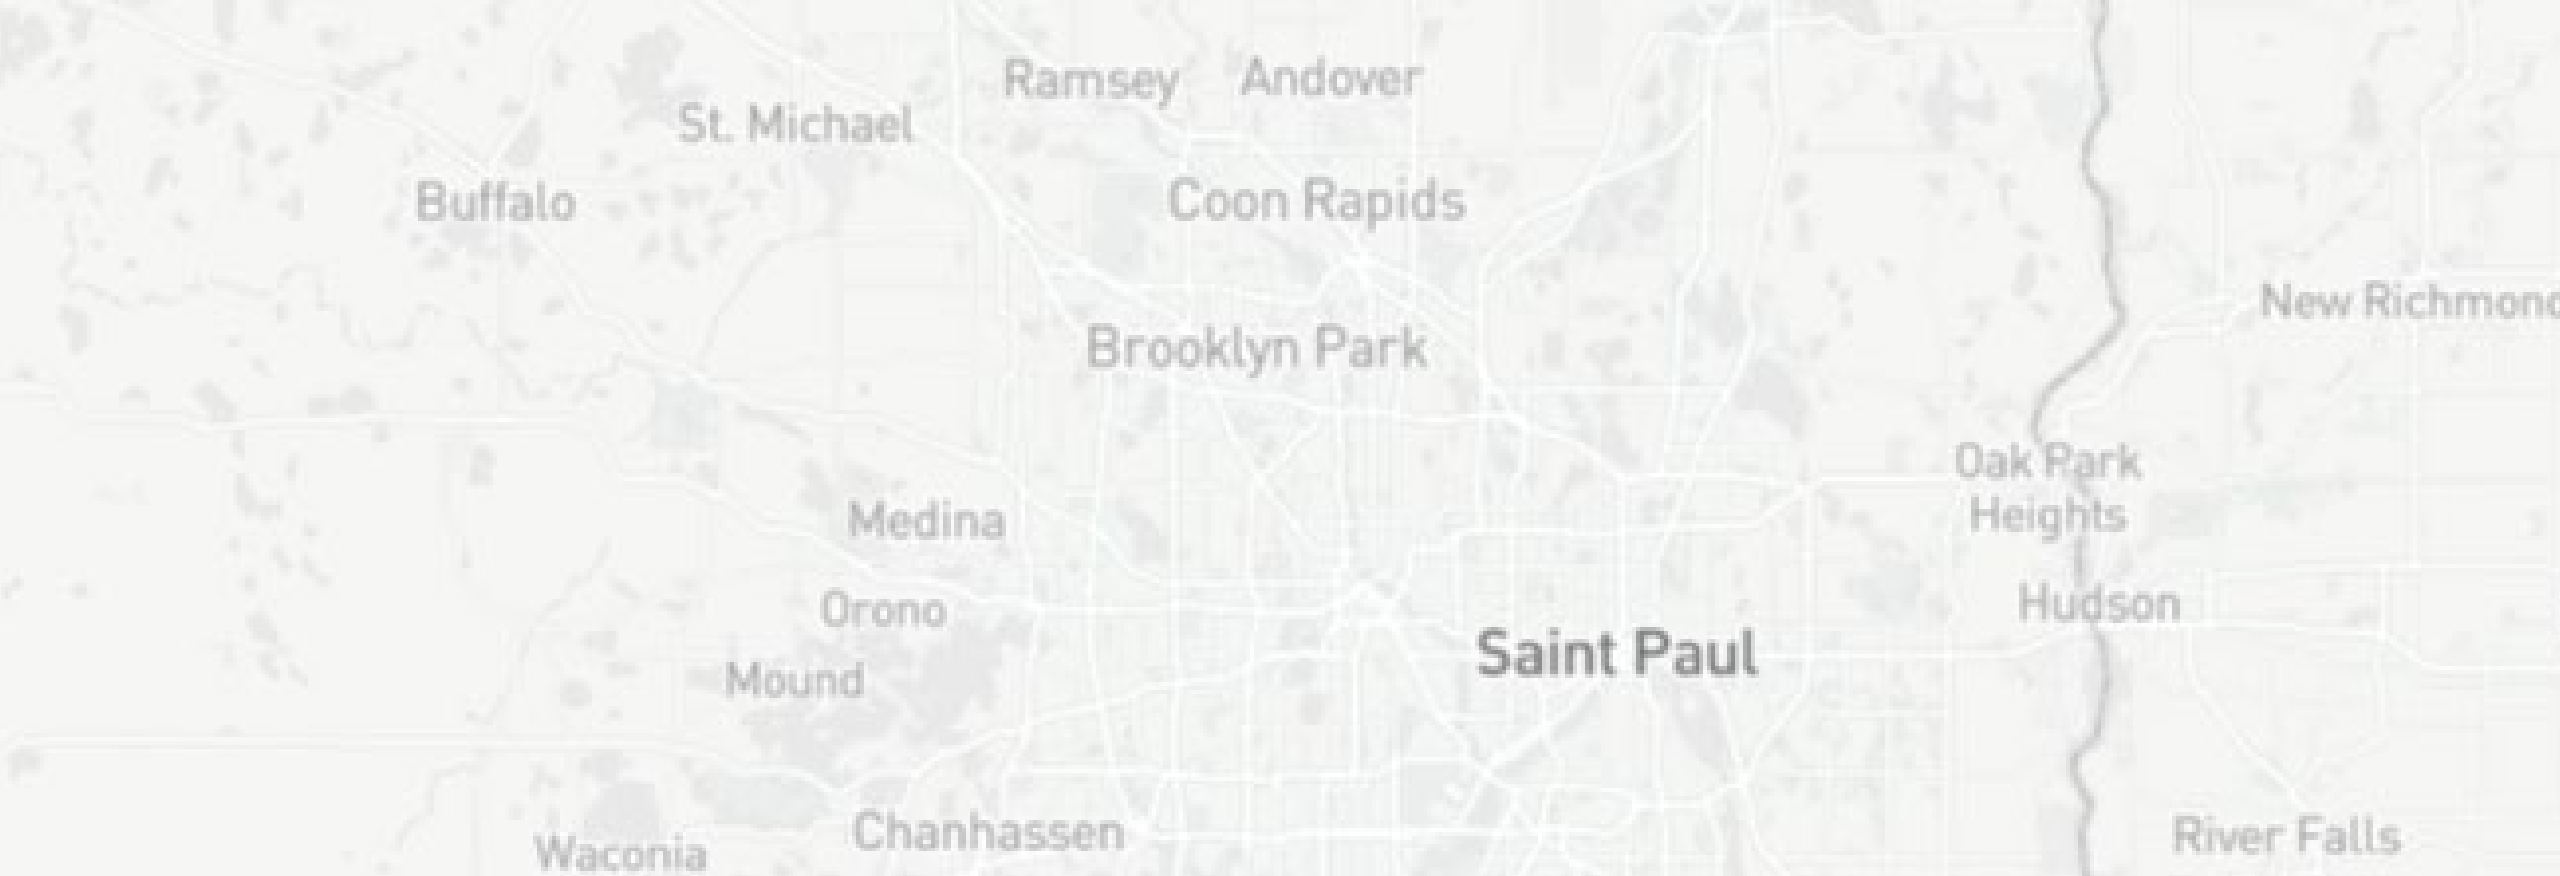 Ramsey
Andover
St. Michael
Buffalo
Coon Rapids
New Richmond
Brooklyn Park
Oak Park
Heights
Medina
Orono
Hudson
Saint Paul
Mound
Chanhassen
River Falls
Waconia